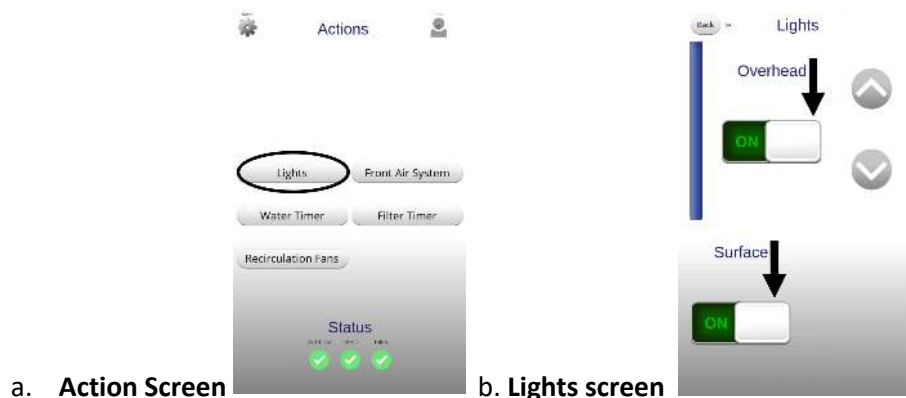 Actions
Lights
Front Air System
Water Timer
Filter Timer
Recirculation Fans
Status
a. Action Screen
Back
Lights
Overhead
ON
Surface
ON
b. Lights screen